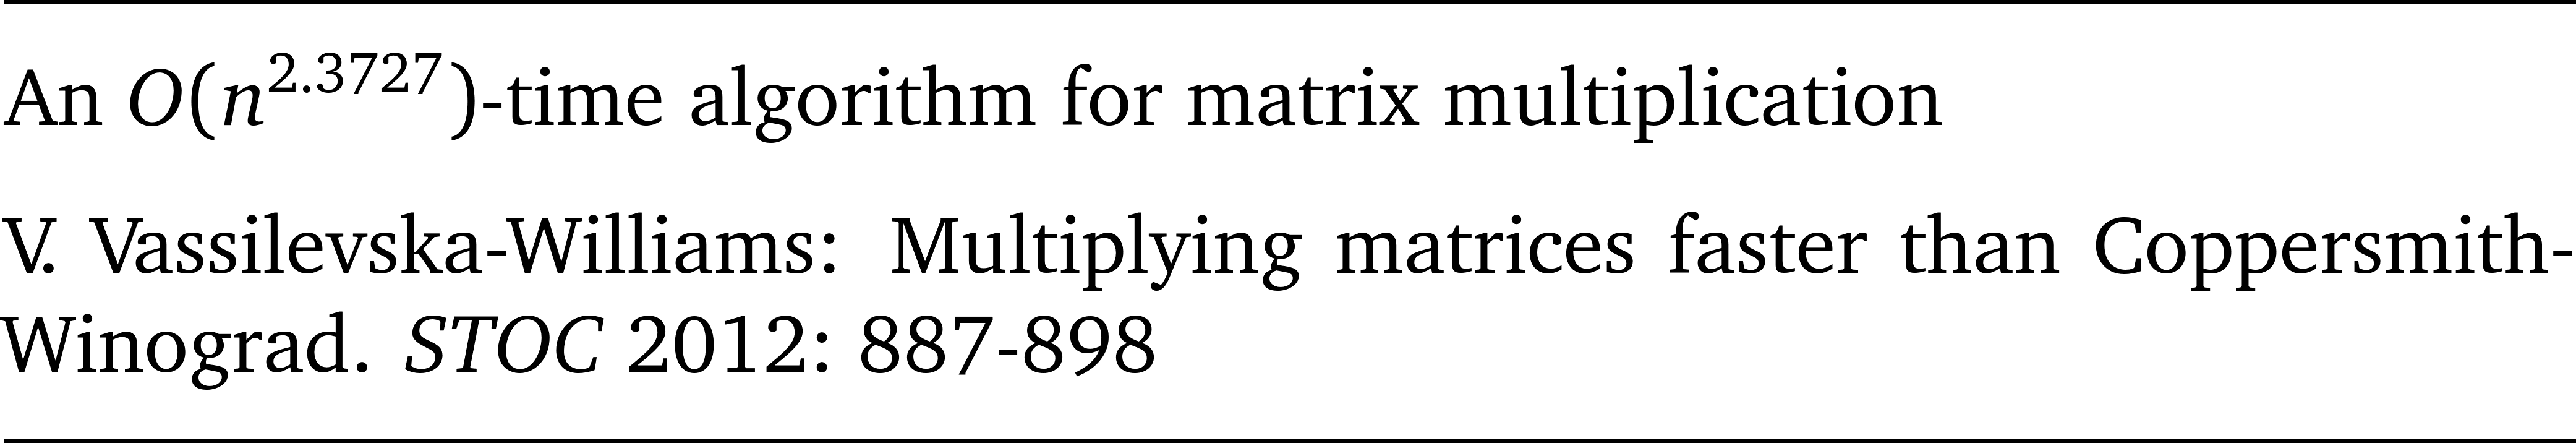 An O(n^2.3727)-time algorithm for matrix multiplication
V. Vassilevska-Williams: Multiplying matrices faster than Coppersmith-
Winograd. STOC 2012: 887-898